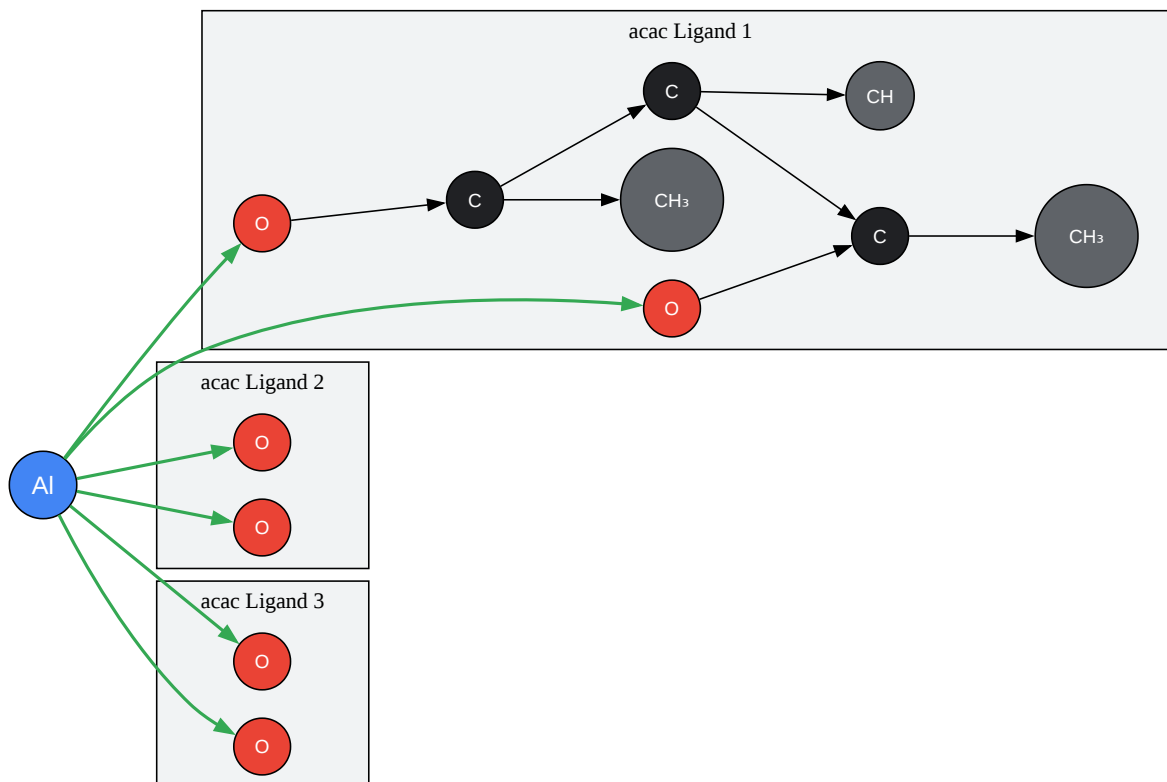 acac Ligand 1
C
CH
C
CH₃
O
C
CH₃
O
acac Ligand 2
O
Al
O
acac Ligand 3
O
O